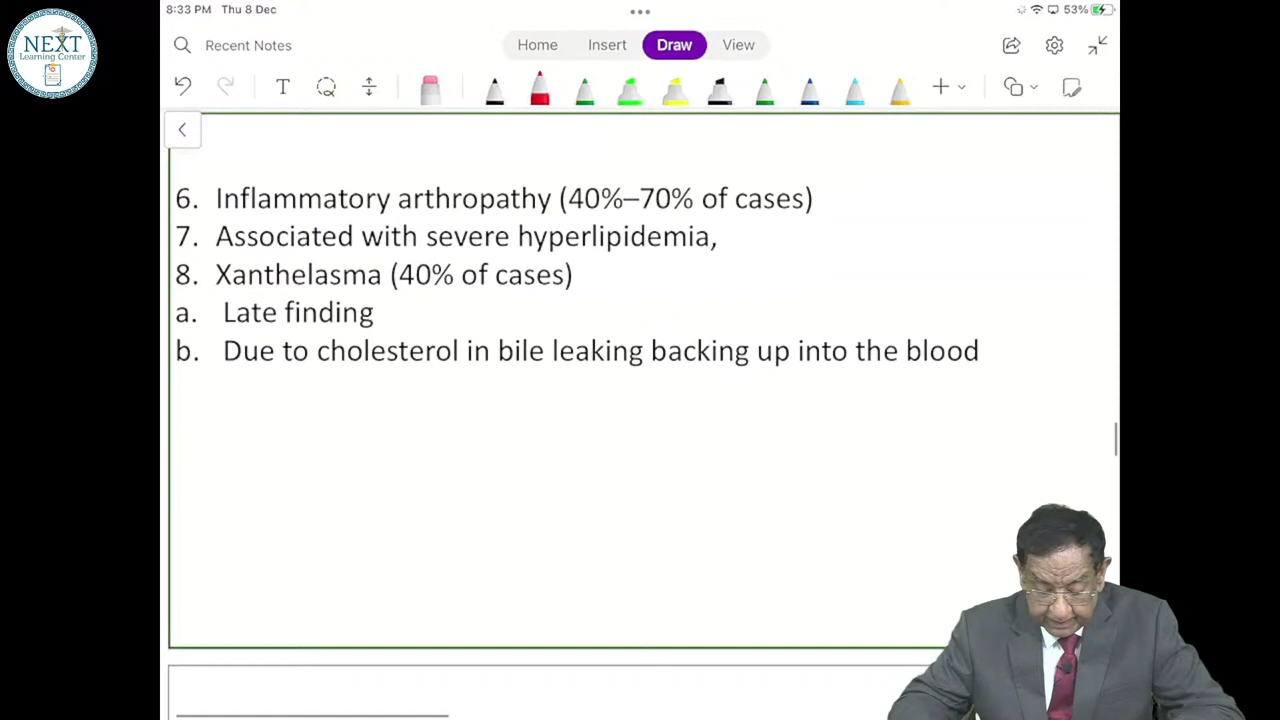 8:33 PM Thu 8 Dec
53%
NEXT
Learning Center
Recent Notes
Home Insert Draw View
T
6. Inflammatory arthropathy (40%–70% of cases)
7. Associated with severe hyperlipidemia,
8. Xanthelasma (40% of cases)
a. Late finding
b. Due to cholesterol in bile leaking backing up into the blood